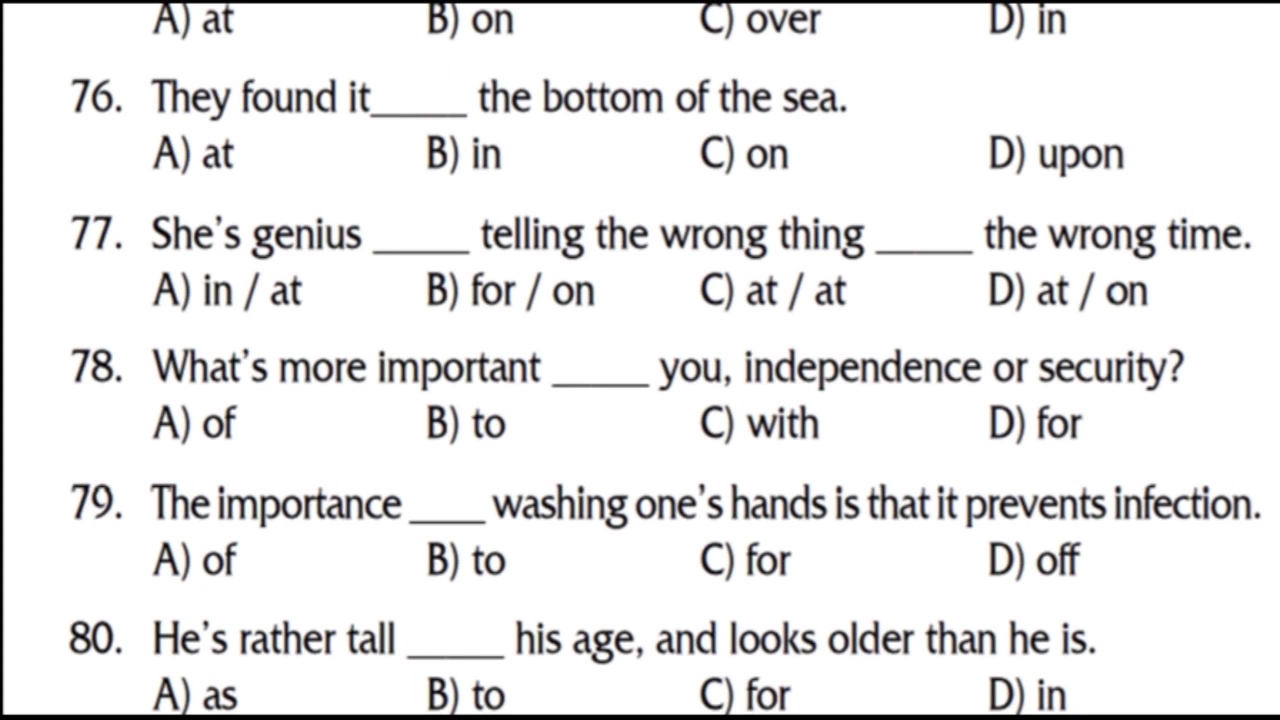 A) at B) on C) over D) in
76. They found it_____ the bottom of the sea.
A) at B) in C) on D) upon
77. She's genius _____ telling the wrong thing _____ the wrong time.
A) in / at B) for / on C) at / at D) at / on
78. What's more important _____ you, independence or security?
A) of B) to C) with D) for
79. The importance ____ washing one's hands is that it prevents infection.
A) of B) to C) for D) off
80. He's rather tall _____ his age, and looks older than he is.
A) as B) to C) for D) in